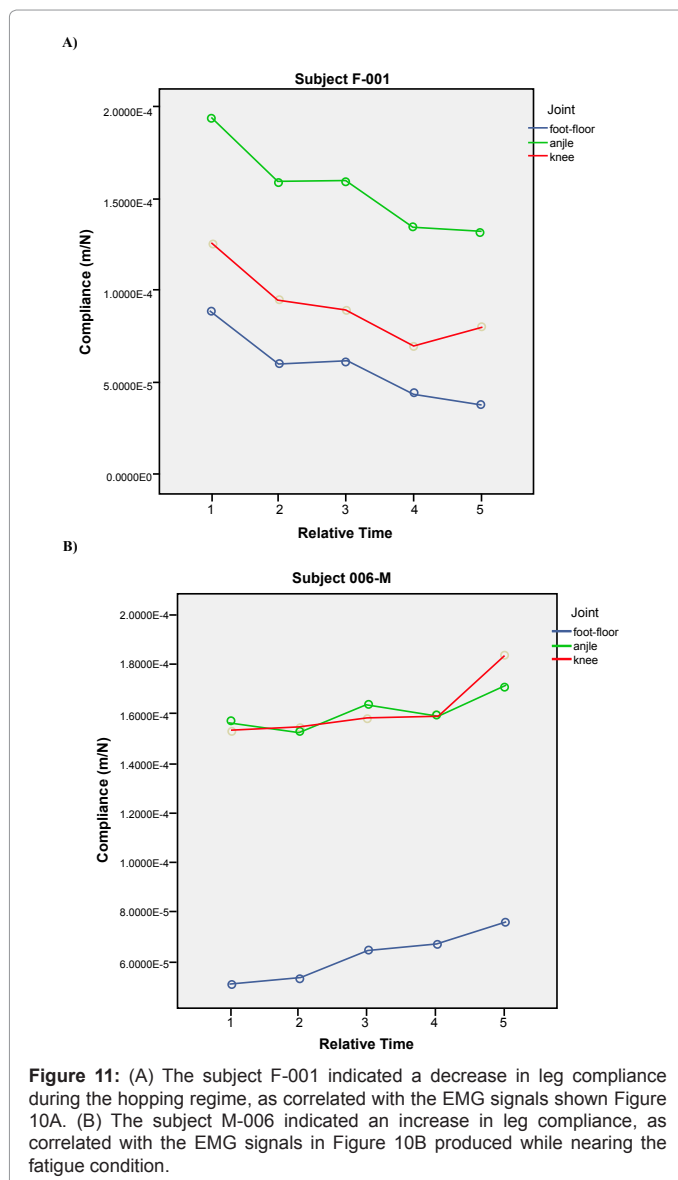 A)
Subject F-001
2.0000E-4
1.5000E-4
1.0000E-4
5.0000E-5
0.0000E0
Compliance (m/N)
1 2 3 4 5
Relative Time
Joint
foot-floor
anjle
knee
B)
Subject 006-M
2.0000E-4
1.8000E-4
1.6000E-4
1.4000E-4
1.2000E-4
1.0000E-4
8.0000E-5
6.0000E-5
Compliance (m/N)
1 2 3 4 5
Relative Time
Joint
foot-floor
anjle
knee
Figure 11: (A) The subject F-001 indicated a decrease in leg compliance
during the hopping regime, as correlated with the EMG signals shown Figure
10A. (B) The subject M-006 indicated an increase in leg compliance, as
correlated with the EMG signals in Figure 10B produced while nearing the
fatigue condition.